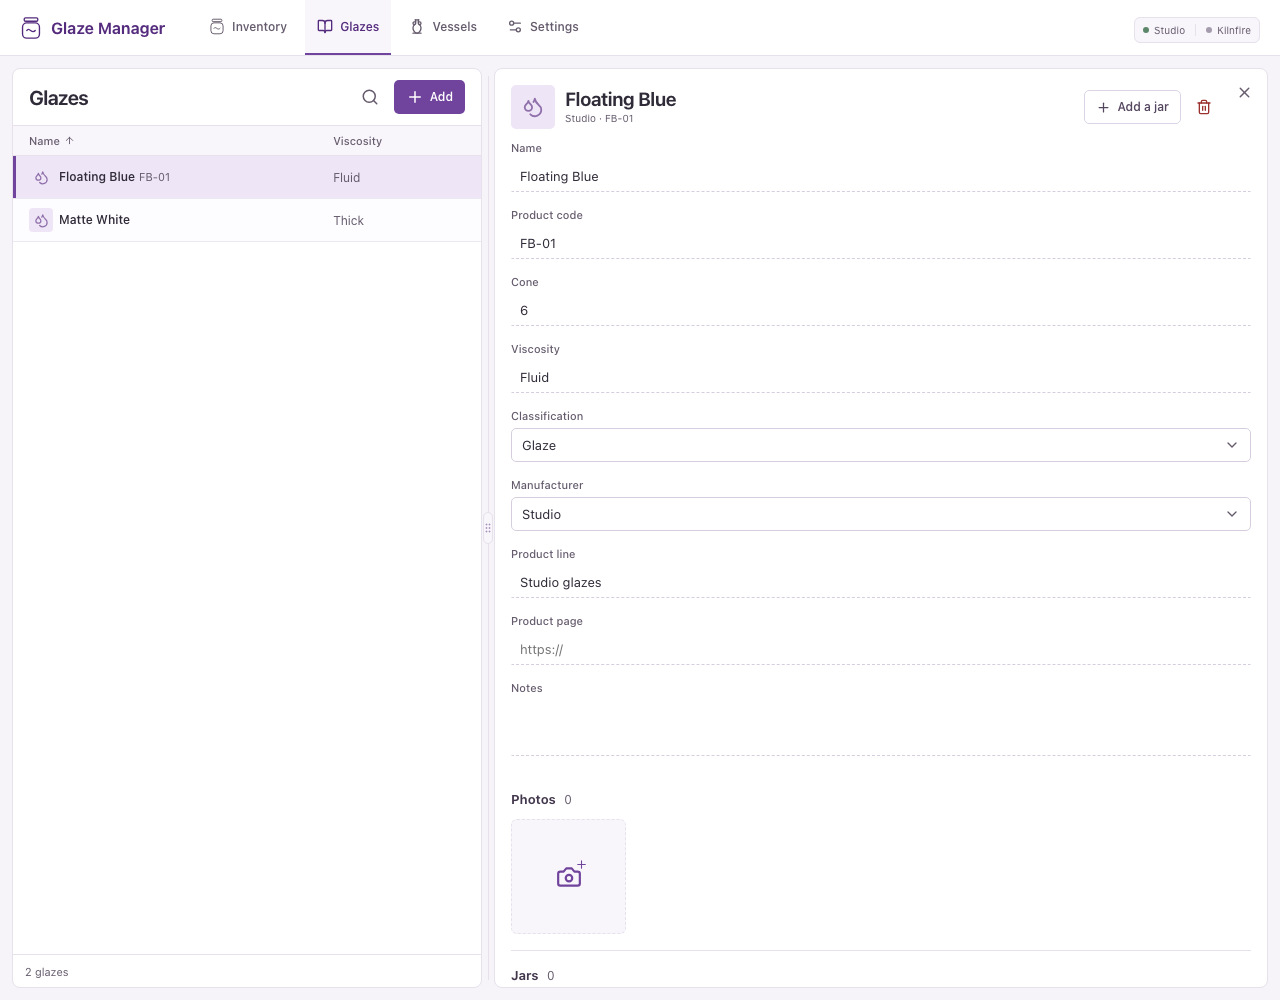 Glaze Manager
Inventory
Glazes
Vessels
Settings
Studio
Kilnfire
Glazes
Add
Name
Viscosity
Floating Blue FB-01
Fluid
Matte White
Thick
2 glazes
Floating Blue
Studio · FB-01
Add a jar
Name
Floating Blue
Product code
FB-01
Cone
6
Viscosity
Fluid
Classification
Glaze
Manufacturer
Studio
Product line
Studio glazes
Product page
https://
Notes
Photos 0
Jars 0